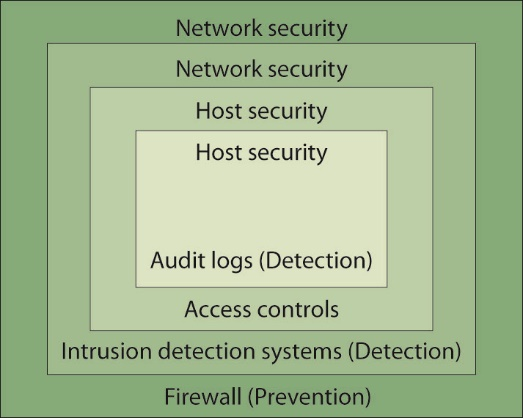 Network security
Network security
Host security
Host security
Audit logs (Detection)
Access controls
Intrusion detection systems (Detection)
Firewall (Prevention)